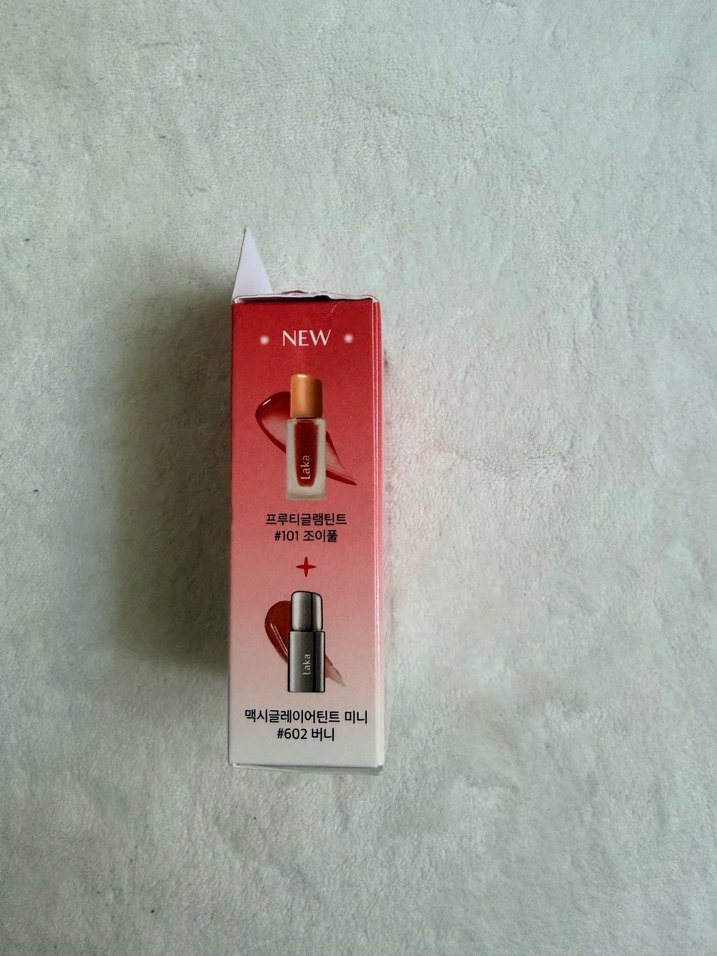 NEW
Laka
프루티글램틴트
#101 조이풀
+
Laka
맥시글레이어틴트 미니
#602 버니